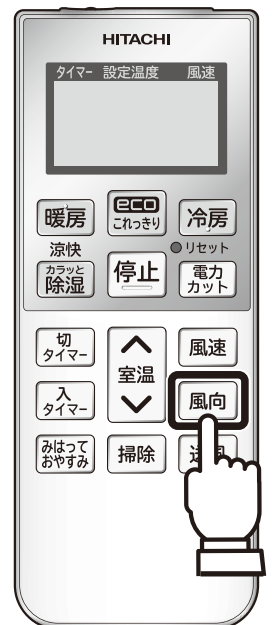 HITACHI
タイマー 設定温度 風速
暖房
eco
これっきり
冷房
涼快
カラッと
除湿
停止
リセット
電力
カット
切
タイマー
室温
風速
入
タイマー
風向
みはって
おやすみ
掃除